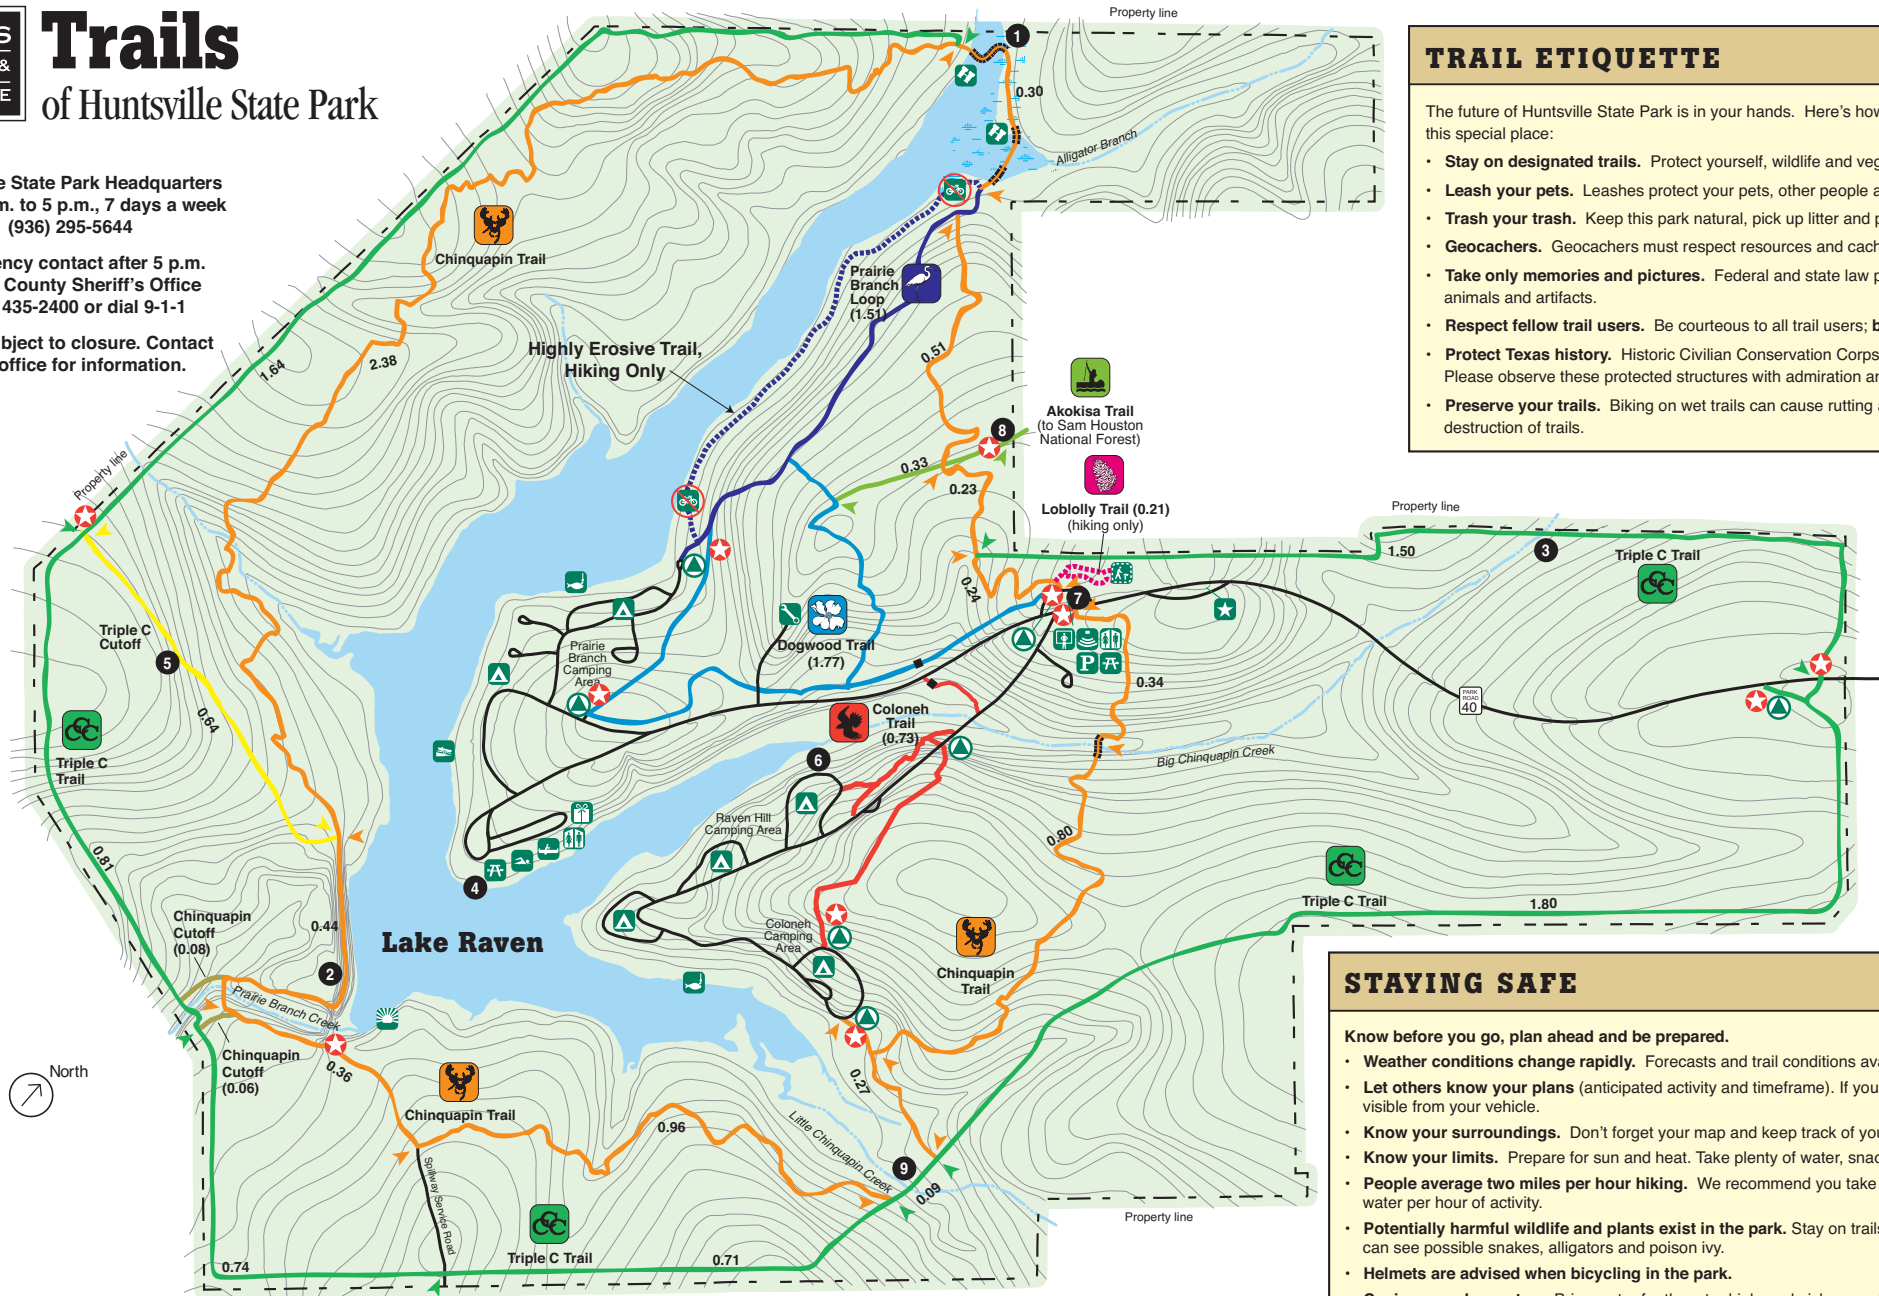 S
&
E
Trails
of Huntsville State Park
e State Park Headquarters
m. to 5 p.m., 7 days a week
(936) 295-5644
ency contact after 5 p.m.
County Sheriff's Office
435-2400 or dial 9-1-1
bject to closure. Contact
office for information.
Property line
1
0.30
Alligator Branch
Chinquapin Trail
Prairie
Branch
Loop
(1.51)
Highly Erosive Trail,
Hiking Only
1.64
2.38
0.51
Akokisa Trail
(to Sam Houston
National Forest)
8
0.33
0.23
Loblolly Trail (0.21)
(hiking only)
Property line
Property line
1.50
3
Triple C Trail
CCC
0.24
7
Triple C
Cutoff
5
0.64
Prairie
Branch
Camping
Area
Dogwood Trail
(1.77)
P
0.34
PARK
ROAD
40
CCC
Triple C
Trail
Coloneh
Trail
(0.73)
6
Big Chinquapin Creek
Raven Hill
Camping Area
0.80
0.81
4
CCC
Triple C Trail
1.80
Chinquapin
Cutoff
(0.08)
0.44
Lake Raven
Coloneh
Camping
Area
2
Chinquapin
Trail
Prairie Branch Creek
Chinquapin
Cutoff
(0.06)
0.36
North
Chinquapin Trail
0.27
0.96
Little Chinquapin Creek
9
0.09
Spillway Service Road
CCC
Triple C Trail
0.74
0.71
Property line
TRAIL ETIQUETTE
The future of Huntsville State Park is in your hands. Here's how
this special place:
• Stay on designated trails. Protect yourself, wildlife and veg
• Leash your pets. Leashes protect your pets, other people a
• Trash your trash. Keep this park natural, pick up litter and p
• Geocachers. Geocachers must respect resources and cach
• Take only memories and pictures. Federal and state law p
animals and artifacts.
• Respect fellow trail users. Be courteous to all trail users; b
• Protect Texas history. Historic Civilian Conservation Corps
Please observe these protected structures with admiration an
• Preserve your trails. Biking on wet trails can cause rutting a
destruction of trails.
STAYING SAFE
Know before you go, plan ahead and be prepared.
• Weather conditions change rapidly. Forecasts and trail conditions ava
• Let others know your plans (anticipated activity and timeframe). If you
visible from your vehicle.
• Know your surroundings. Don't forget your map and keep track of you
• Know your limits. Prepare for sun and heat. Take plenty of water, snac
• People average two miles per hour hiking. We recommend you take
water per hour of activity.
• Potentially harmful wildlife and plants exist in the park. Stay on trails
can see possible snakes, alligators and poison ivy.
• Helmets are advised when bicycling in the park.